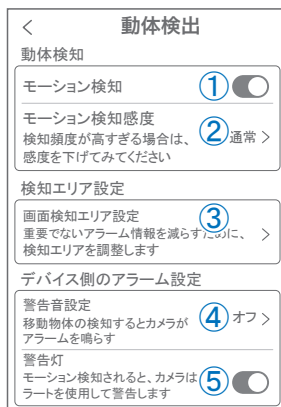 < 動体検出
動体検知
モーション検知 ①
モーション検知感度
検知頻度が高すぎる場合は、
感度を下げてみてください
② 通常 >
検知エリア設定
画面検知エリア設定 ③
重要でないアラーム情報を減らすために、
検知エリアを調整します >
デバイス側のアラーム設定
警告音設定
移動物体の検知するとカメラが
アラームを鳴らす
④ オフ >
警告灯
モーション検知されると、カメラは
ラートを使用して警告します ⑤